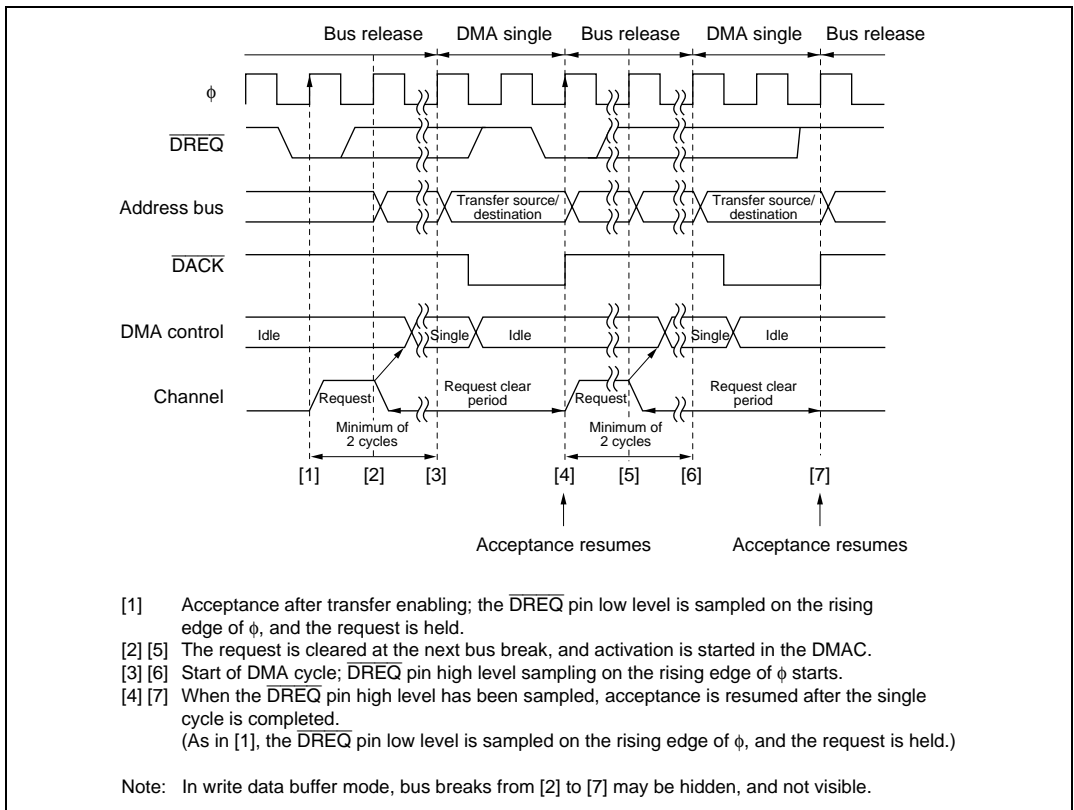 Bus release DMA single Bus release DMA single Bus release
ϕ
DREQ
Address bus Transfer source/ Transfer source/
destination destination
DACK
DMA control Idle Single Idle Single Idle
Channel Request Request clear Request Request clear
period period
Minimum of Minimum of
2 cycles 2 cycles
[1] [2] [3] [4] [5] [6] [7]
Acceptance resumes Acceptance resumes
[1] Acceptance after transfer enabling; the DREQ pin low level is sampled on the rising
edge of ϕ, and the request is held.
[2] [5] The request is cleared at the next bus break, and activation is started in the DMAC.
[3] [6] Start of DMA cycle; DREQ pin high level sampling on the rising edge of ϕ starts.
[4] [7] When the DREQ pin high level has been sampled, acceptance is resumed after the single
cycle is completed.
(As in [1], the DREQ pin low level is sampled on the rising edge of ϕ, and the request is held.)
Note: In write data buffer mode, bus breaks from [2] to [7] may be hidden, and not visible.